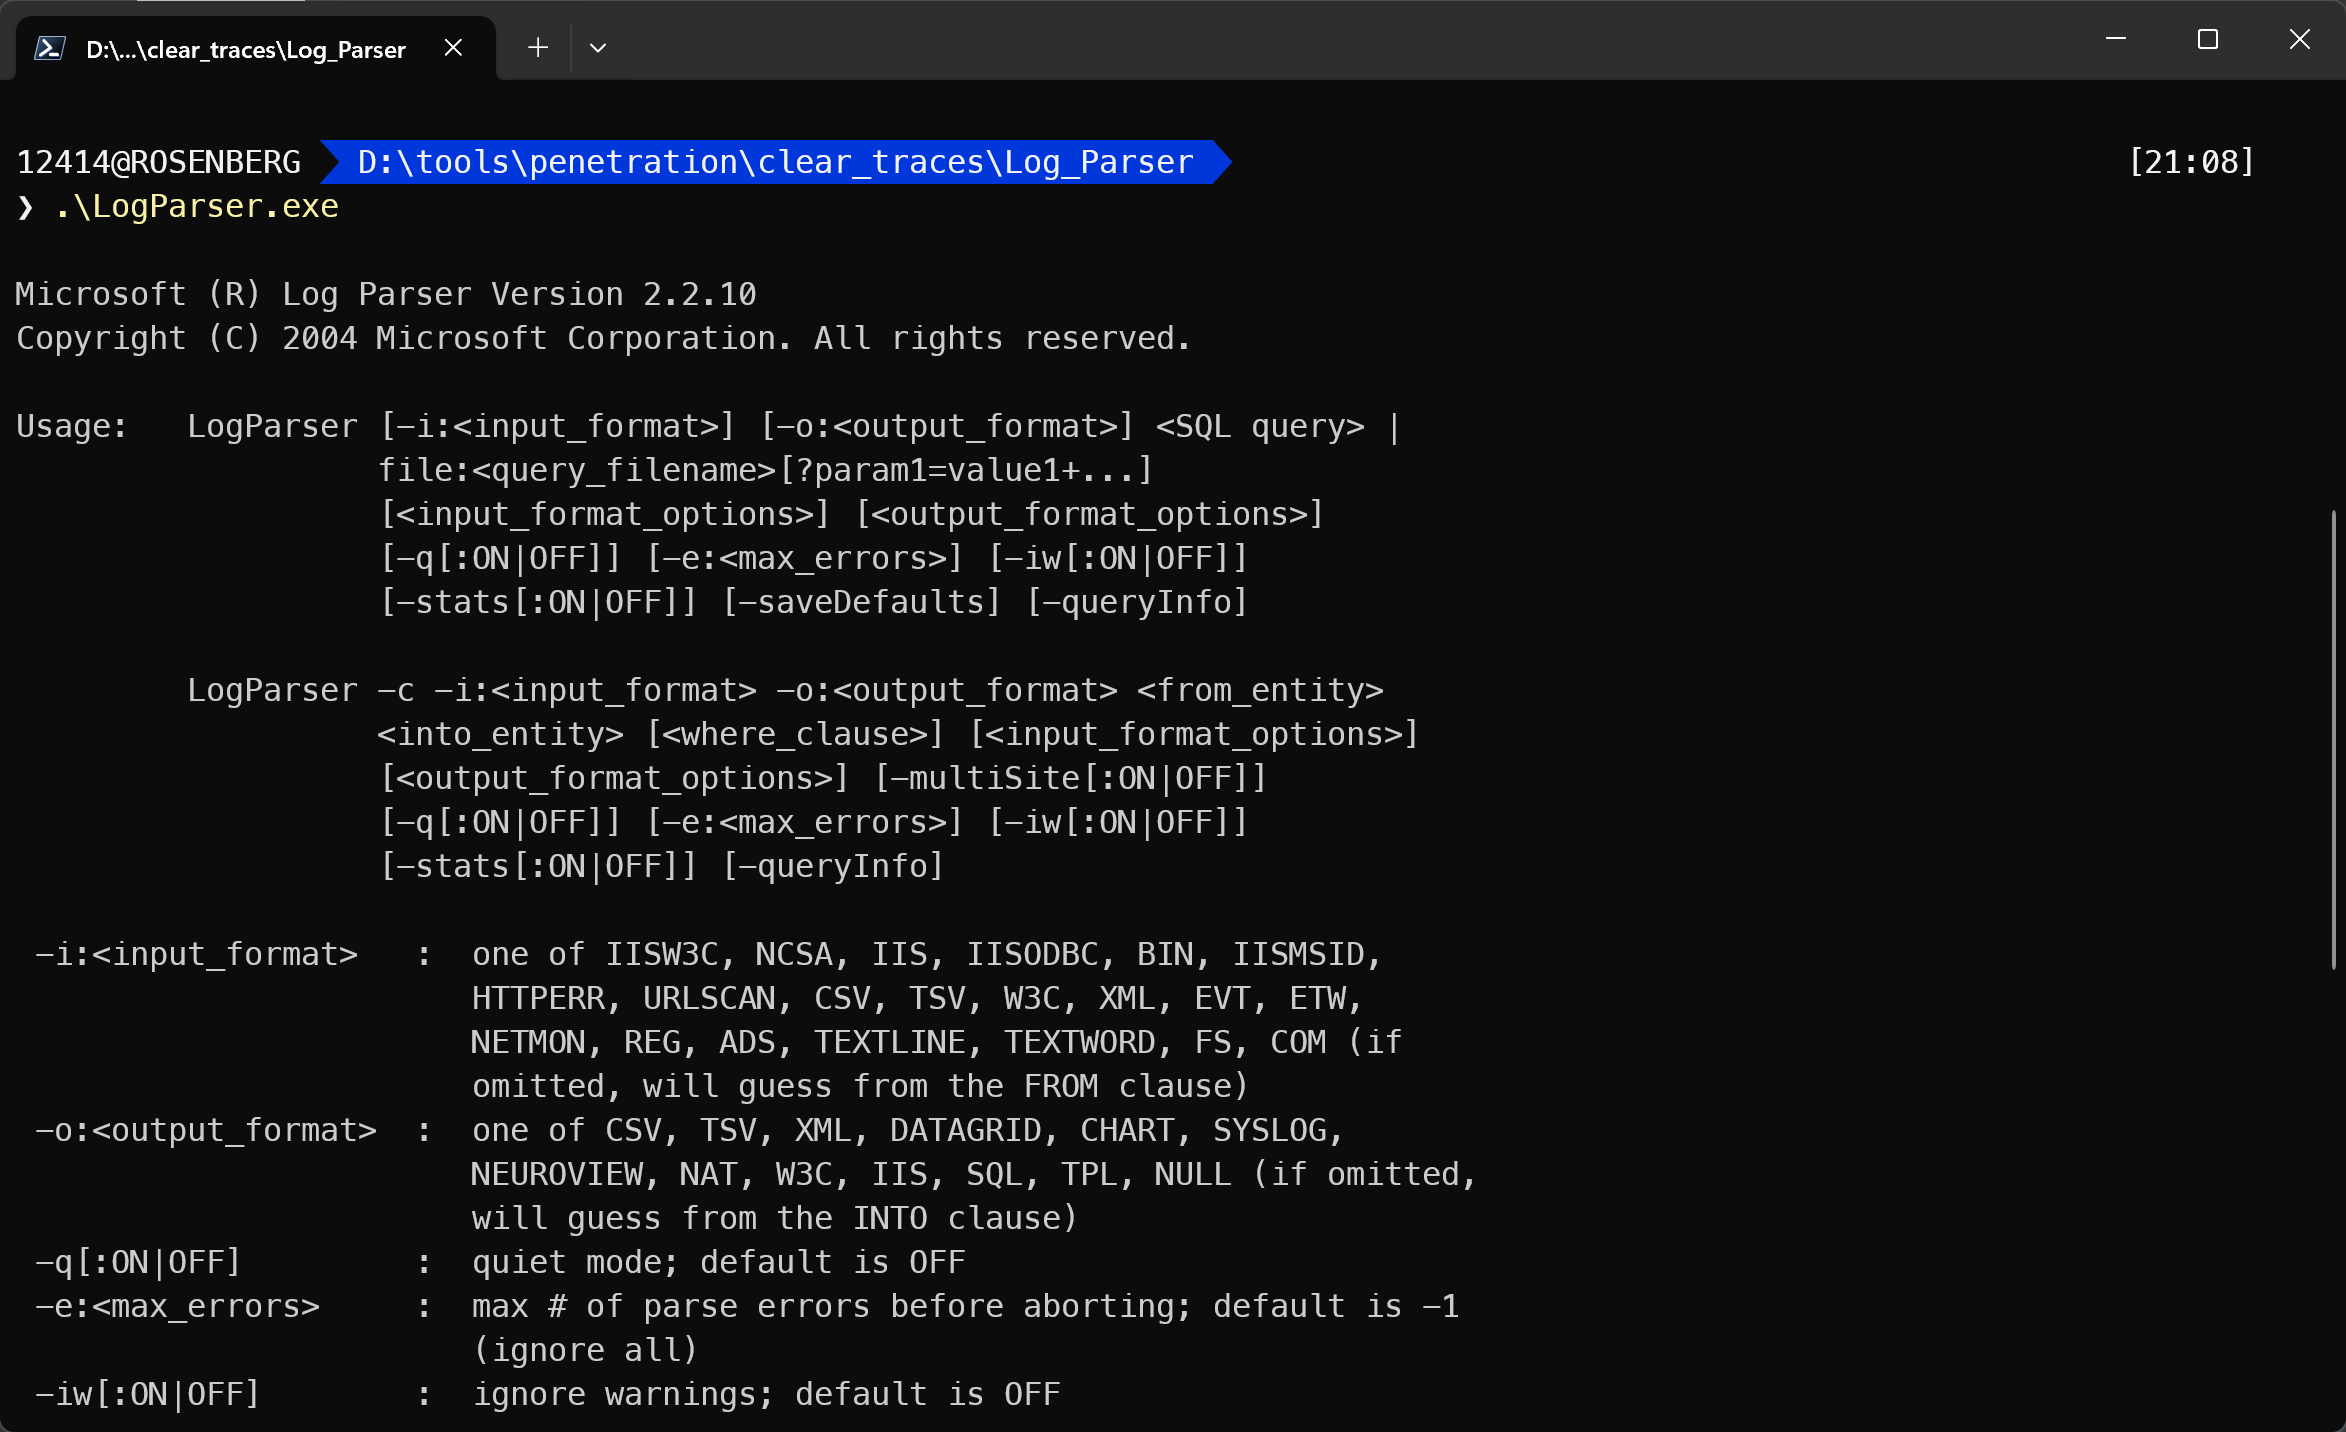 D:\...\clear_traces\Log_Parser
12414@ROSENBERG D:\tools\penetration\clear_traces\Log_Parser [21:08]
❯ .\LogParser.exe
Microsoft (R) Log Parser Version 2.2.10
Copyright (C) 2004 Microsoft Corporation. All rights reserved.
Usage:   LogParser [-i:<input_format>] [-o:<output_format>] <SQL query> |
file:<query_filename>[?param1=value1+...]
[<input_format_options>] [<output_format_options>]
[-q[:ON|OFF]] [-e:<max_errors>] [-iw[:ON|OFF]]
[-stats[:ON|OFF]] [-saveDefaults] [-queryInfo]
LogParser -c -i:<input_format> -o:<output_format> <from_entity>
<into_entity> [<where_clause>] [<input_format_options>]
[<output_format_options>] [-multiSite[:ON|OFF]]
[-q[:ON|OFF]] [-e:<max_errors>] [-iw[:ON|OFF]]
[-stats[:ON|OFF]] [-queryInfo]
-i:<input_format>   :  one of IISW3C, NCSA, IIS, IISODBC, BIN, IISMSID,
HTTPERR, URLSCAN, CSV, TSV, W3C, XML, EVT, ETW,
NETMON, REG, ADS, TEXTLINE, TEXTWORD, FS, COM (if
omitted, will guess from the FROM clause)
-o:<output_format>  :  one of CSV, TSV, XML, DATAGRID, CHART, SYSLOG,
NEUROVIEW, NAT, W3C, IIS, SQL, TPL, NULL (if omitted,
will guess from the INTO clause)
-q[:ON|OFF]         :  quiet mode; default is OFF
-e:<max_errors>     :  max # of parse errors before aborting; default is -1
(ignore all)
-iw[:ON|OFF]        :  ignore warnings; default is OFF